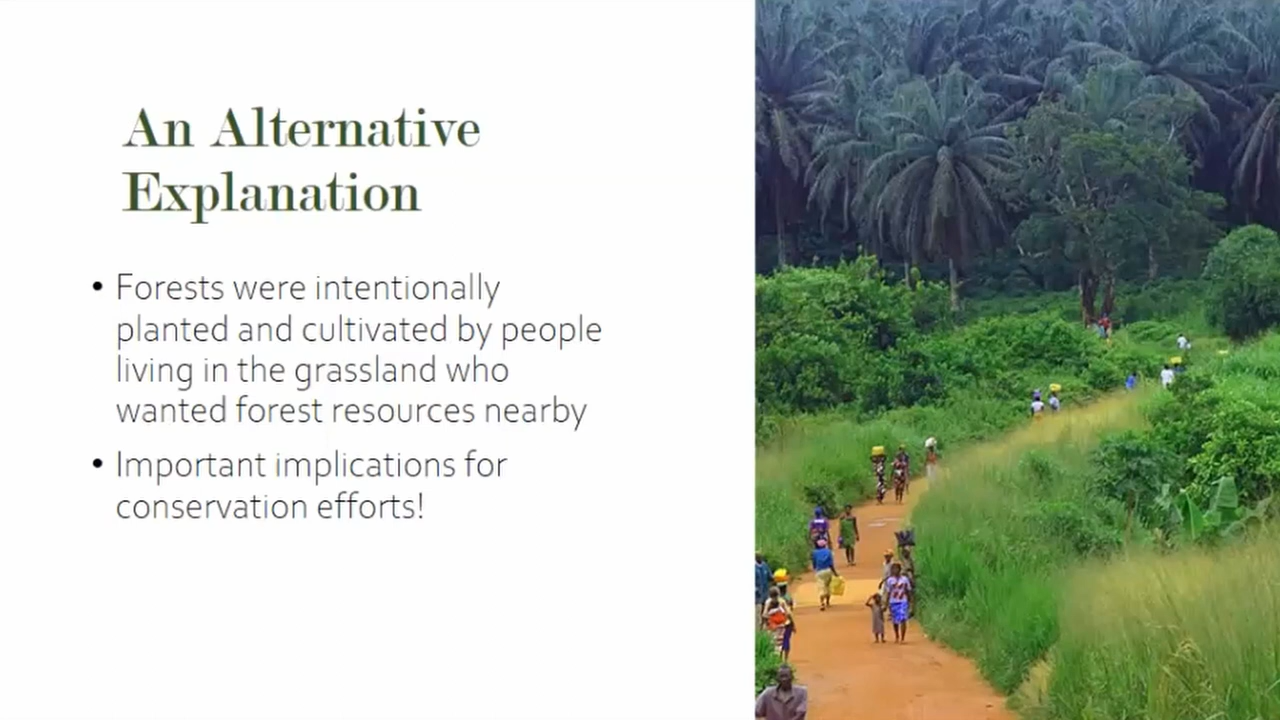 An Alternative
Explanation
• Forests were intentionally
planted and cultivated by people
living in the grassland who
wanted forest resources nearby
• Important implications for
conservation efforts!